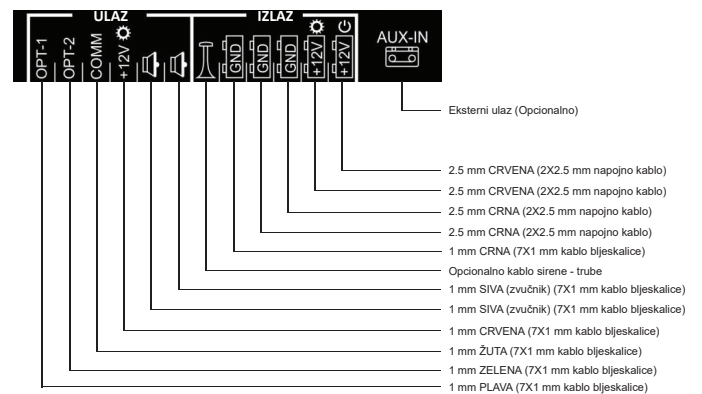 ULAZ
IZLAZ
OPT-1
OPT-2
COMM
+12V
GND
GND
GND
+12V
+12V
AUX-IN
Eksterni ulaz (Opcionalno)
2.5 mm CRVENA (2X2.5 mm napojno kablo)
2.5 mm CRVENA (2X2.5 mm napojno kablo)
2.5 mm CRNA (2X2.5 mm napojno kablo)
2.5 mm CRNA (2X2.5 mm napojno kablo)
1 mm CRNA (7X1 mm kablo bljeskalice)
Opcionalno kablo sirene - trube
1 mm SIVA (zvučnik) (7X1 mm kablo bljeskalice)
1 mm SIVA (zvučnik) (7X1 mm kablo bljeskalice)
1 mm CRVENA (7X1 mm kablo bljeskalice)
1 mm ŽUTA (7X1 mm kablo bljeskalice)
1 mm ZELENA (7X1 mm kablo bljeskalice)
1 mm PLAVA (7X1 mm kablo bljeskalice)